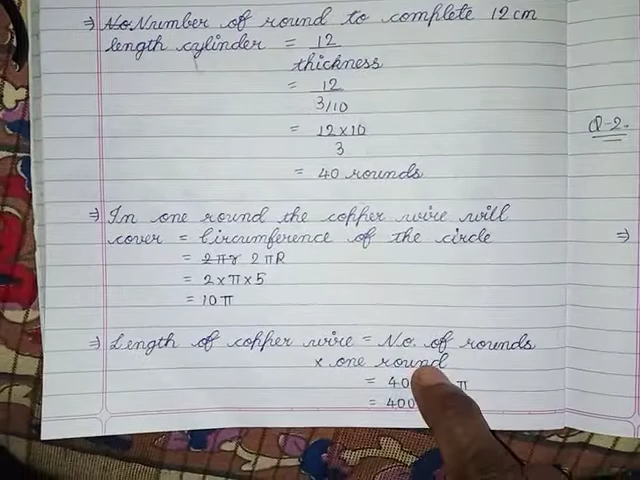 ⇒ No Number of round to complete 12 cm
length cylinder = 12
thickness
= 12
3/10
= 12 x 10
3
= 40 rounds
⇒ In one round the copper wire will
cover = Circumference of the circle
= 2πr 2πR
= 2 x π x 5
= 10π
⇒ Length of copper wire = No. of rounds
x one round
= 40 π
= 400
Q-2.
⇒